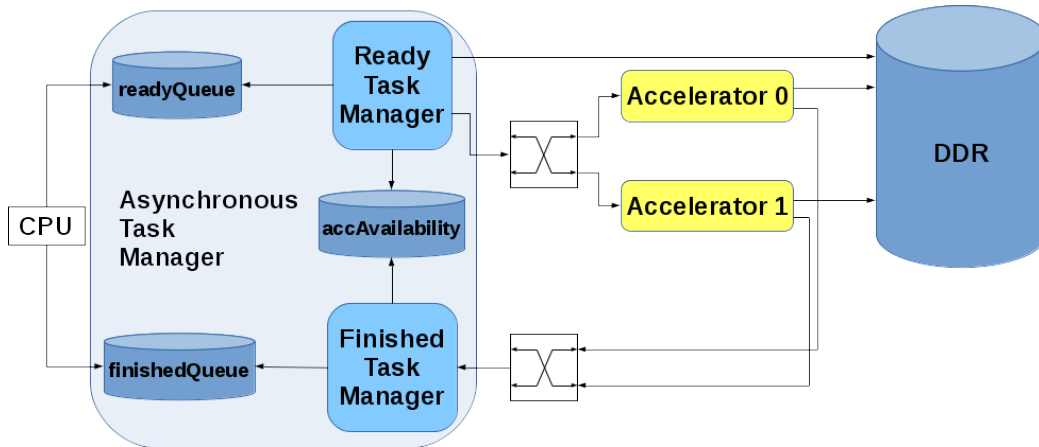 Ready
Task
Manager
readyQueue
Accelerator 0
DDR
Asynchronous
Task
Manager
CPU
accAvailability
Accelerator 1
Finished
Task
Manager
finishedQueue